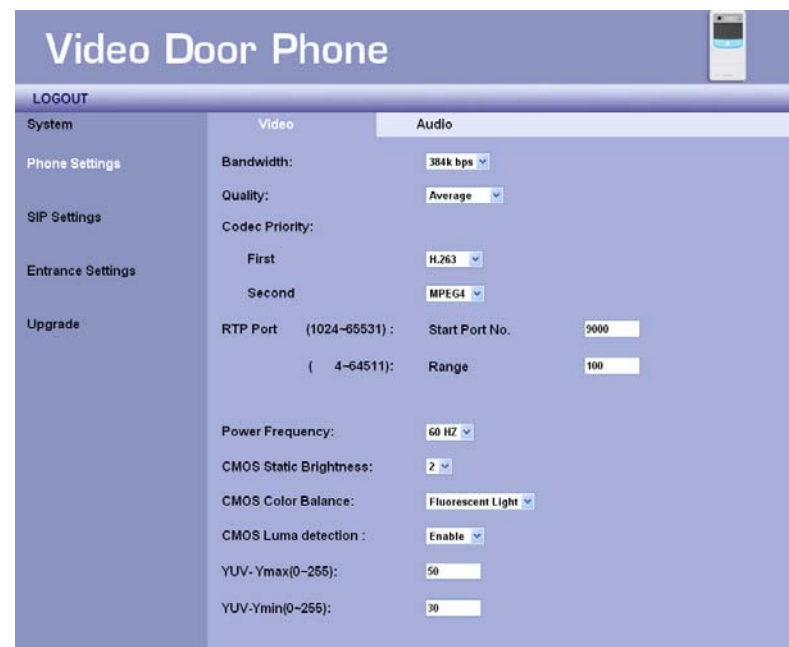 Video Door Phone
LOGOUT
System
Video
Audio
Phone Settings
Bandwidth: 384k bps
Quality: Average
SIP Settings
Codec Priority:
First H.263
Entrance Settings
Second MPEG4
Upgrade
RTP Port (1024~65531) : Start Port No. 9000
( 4~64511): Range 100
Power Frequency: 60 HZ
CMOS Static Brightness: 2
CMOS Color Balance: Fluorescent Light
CMOS Luma detection : Enable
YUV- Ymax(0~255): 50
YUV-Ymin(0~255): 30